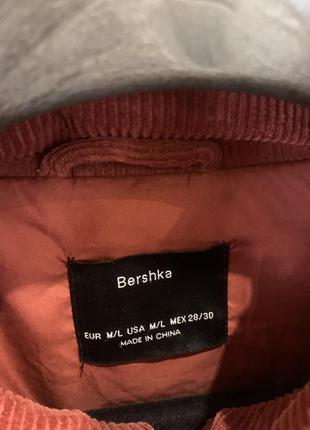 Bershka
EUR M/L USA M/L MEX 28/30
MADE IN CHINA